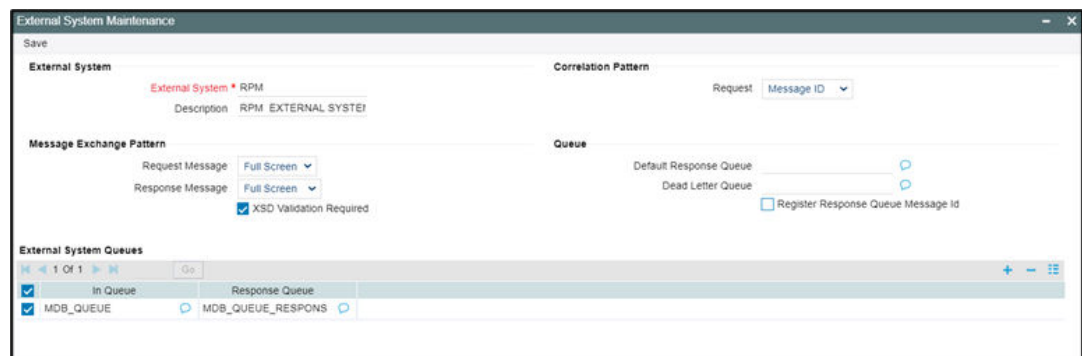 External System Maintenance
Save
External System
External System * RPM
Description RPM EXTERNAL SYSTEM
Correlation Pattern
Request Message ID
Message Exchange Pattern
Request Message Full Screen
Response Message Full Screen
XSD Validation Required
Queue
Default Response Queue
Dead Letter Queue
Register Response Queue Message Id
External System Queues
1 Of 1 Go
In Queue Response Queue
MDB_QUEUE MDB_QUEUE_RESPONS